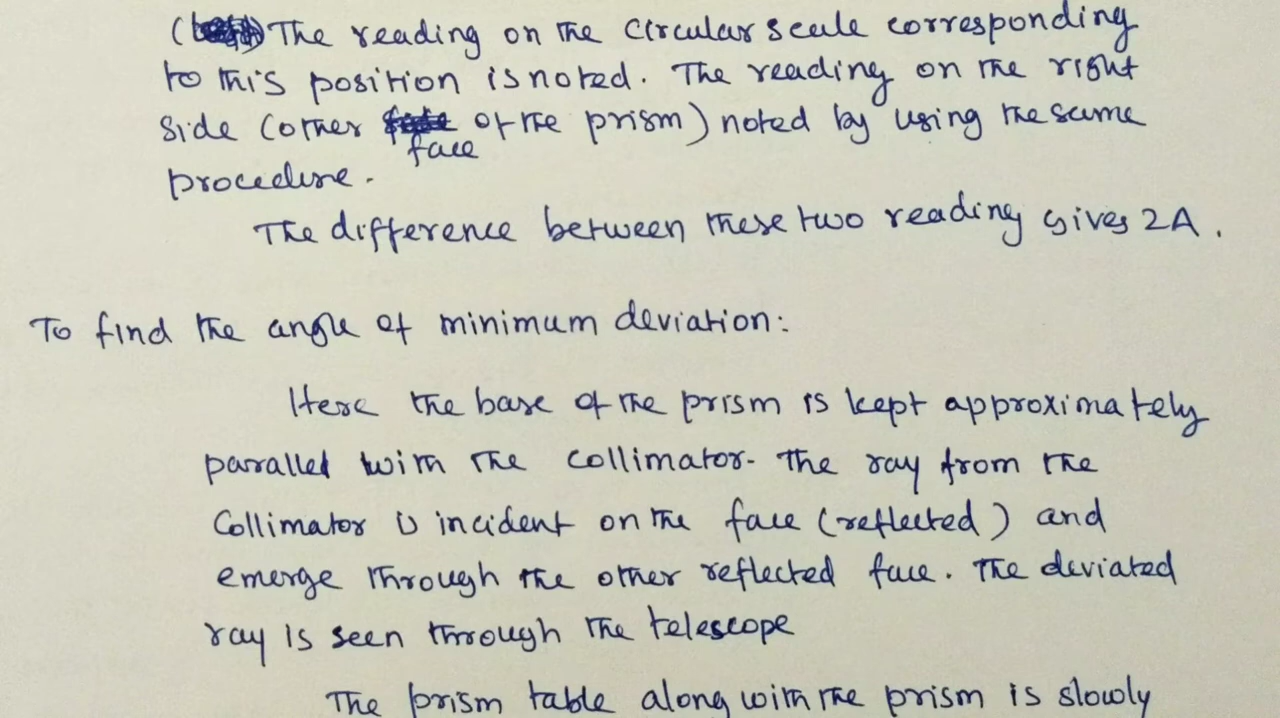 ( The reading on the circular scale corresponding
to this position is noted. The reading on the right
side (other face of the prism) noted by using the same
procedure.
The difference between these two reading gives 2A.
To find the angle of minimum deviation:
Here the base of the prism is kept approximately
parallel with the collimator. The ray from the
Collimator is incident on the face (reflected) and
emerge through the other reflected face. The deviated
ray is seen through the telescope
The prism table along with the prism is slowly